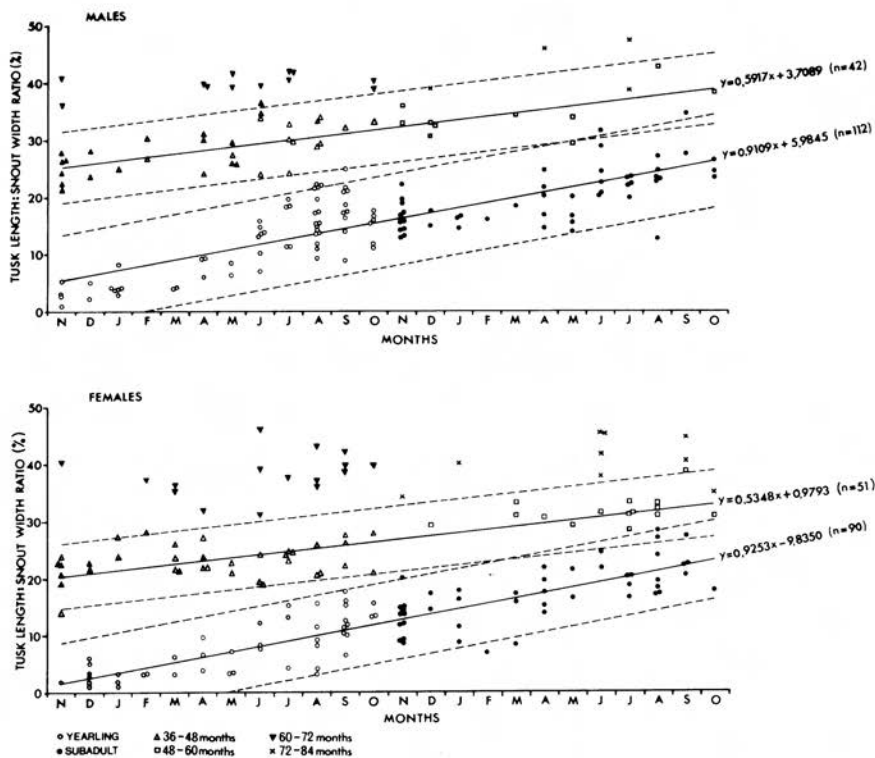 MALES
TUSK LENGTH: SNOUT WIDTH RATIO (%)
50
40
30
20
10
0
y=0,5917x+3,7089 (n=42)
y=0.9109x+5,9845 (n=112)
N D J F M A M J J A S O N D J F M A M J J A S O
MONTHS
FEMALES
TUSK LENGTH: SNOUT WIDTH RATIO (%)
50
40
30
20
10
0
y=0,5348x+0,9793 (n=51)
y=0,9253x−9,8350 (n=90)
N D J F M A M J J A S O N D J F M A M J J A S O
MONTHS
YEARLING
36–48 months
60–72 months
SUBADULT
48–60 months
72–84 months